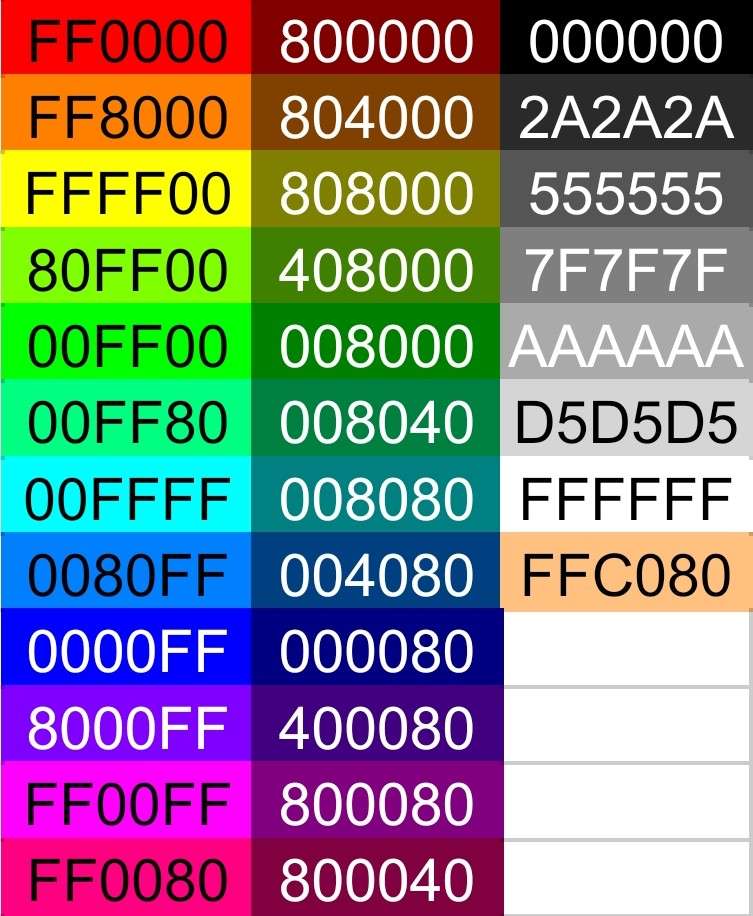 FF0000 800000 000000
FF8000 804000 2A2A2A
FFFF00 808000 555555
80FF00 408000 7F7F7F
00FF00 008000 AAAAAA
00FF80 008040 D5D5D5
00FFFF 008080 FFFFFF
0080FF 004080 FFC080
0000FF 000080
8000FF 400080
FF00FF 800080
FF0080 800040